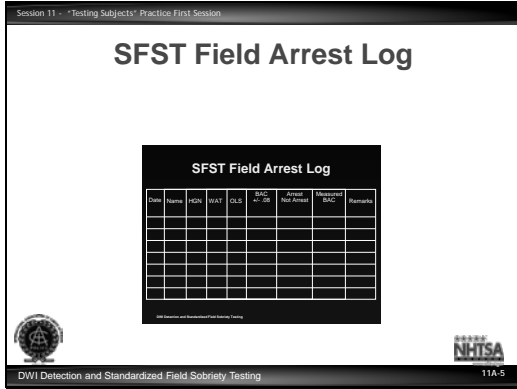 Session 11 - "Testing Subjects" Practice First Session
SFST Field Arrest Log
SFST Field Arrest Log
Date Name HGN WAT OLS BAC +/- .08 Arrest Not Arrest Measured BAC Remarks
DWI Detection and Standardized Field Sobriety Testing
NHTSA
DWI Detection and Standardized Field Sobriety Testing
11A-5